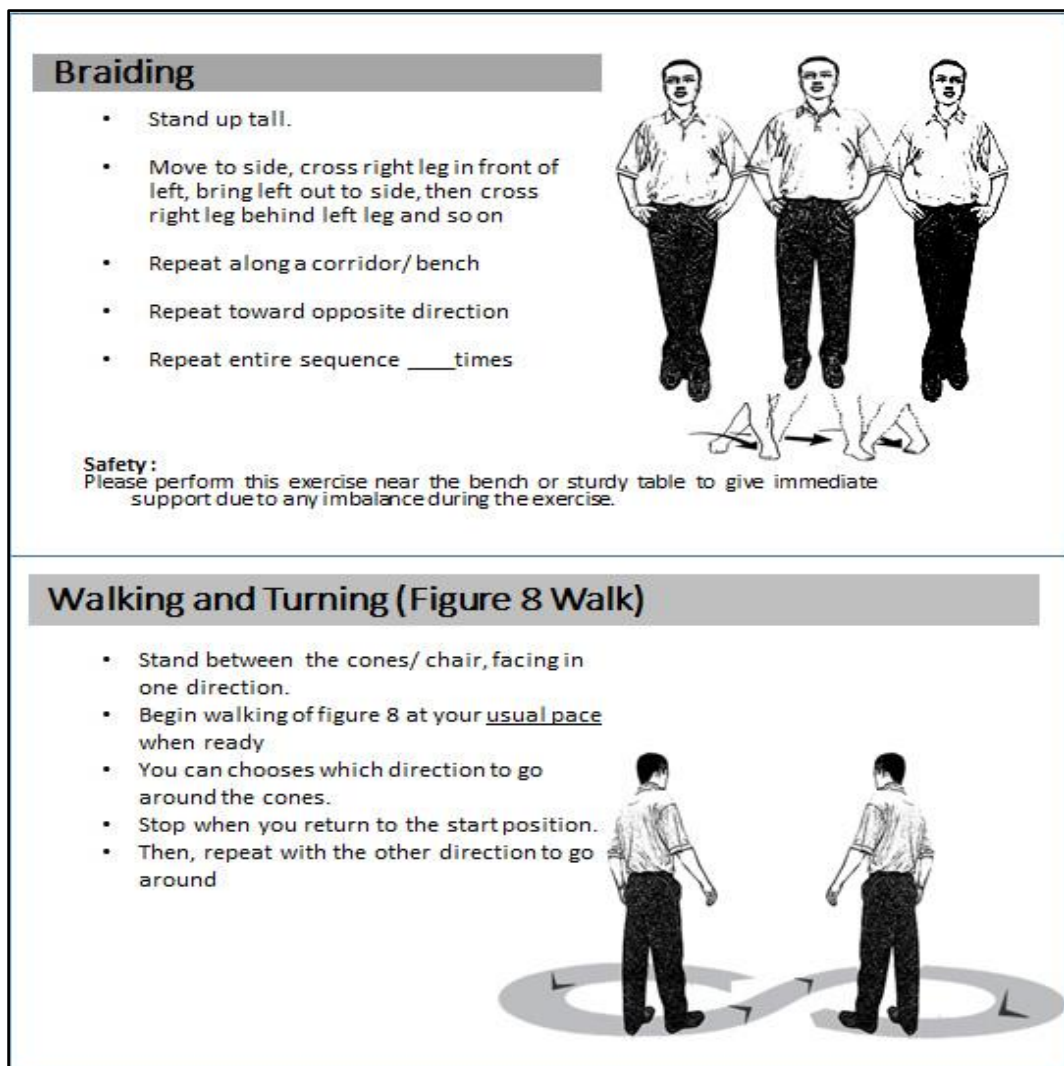 Braiding
• Stand up tall.
• Move to side, cross right leg in front of
left, bring left out to side, then cross
right leg behind left leg and so on
• Repeat along a corridor/ bench
• Repeat toward opposite direction
• Repeat entire sequence ____times
Safety :
Please perform this exercise near the bench or sturdy table to give immediate
support due to any imbalance during the exercise.
Walking and Turning (Figure 8 Walk)
• Stand between the cones/ chair, facing in
one direction.
• Begin walking of figure 8 at your usual pace
when ready
• You can chooses which direction to go
around the cones.
• Stop when you return to the start position.
• Then, repeat with the other direction to go
around